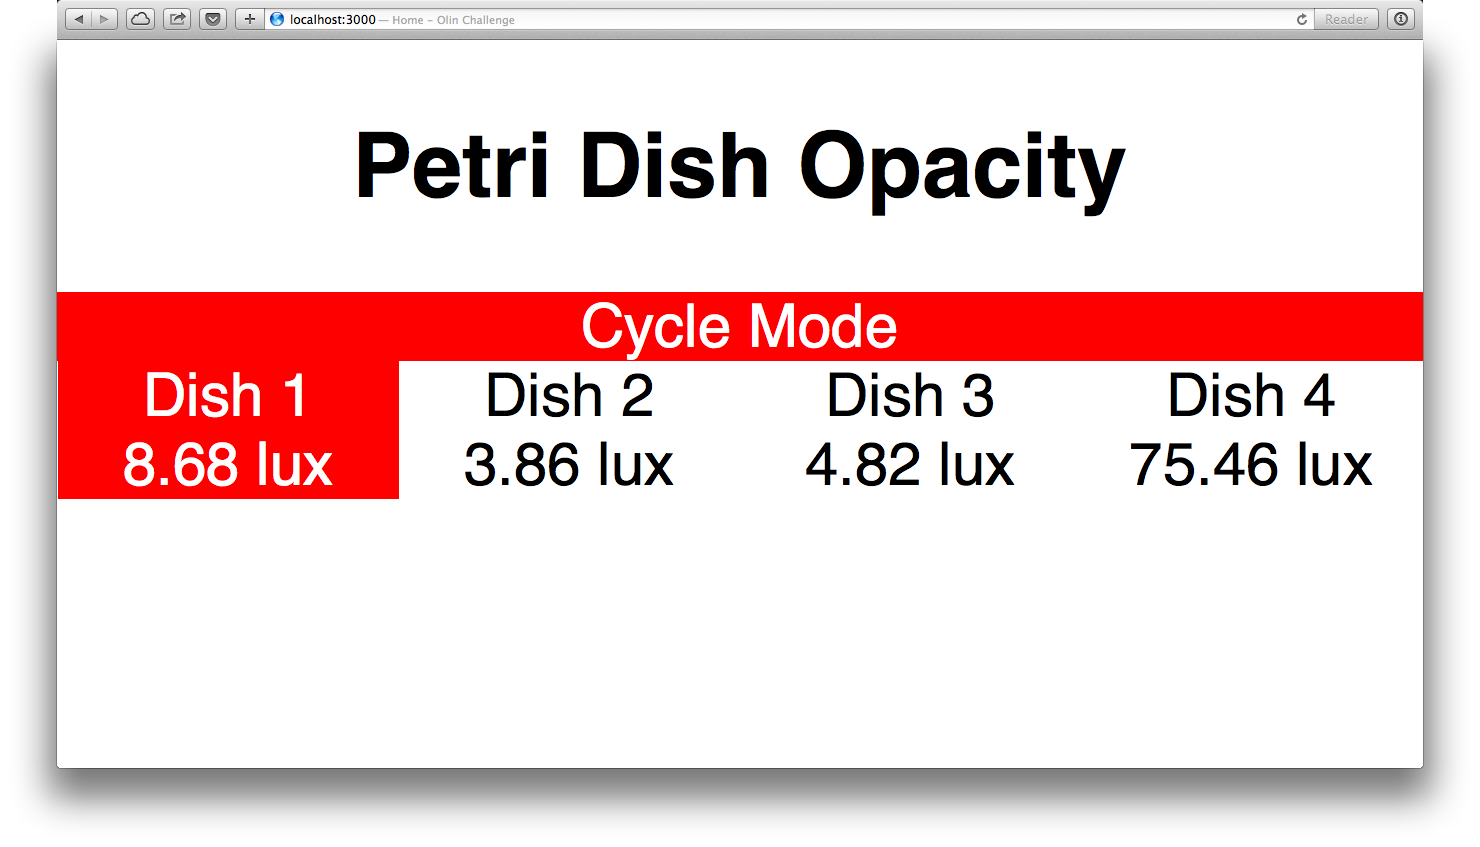 localhost:3000 — Home – Olin Challenge
Reader
Petri Dish Opacity
Cycle Mode
Dish 1 Dish 2 Dish 3 Dish 4
8.68 lux 3.86 lux 4.82 lux 75.46 lux